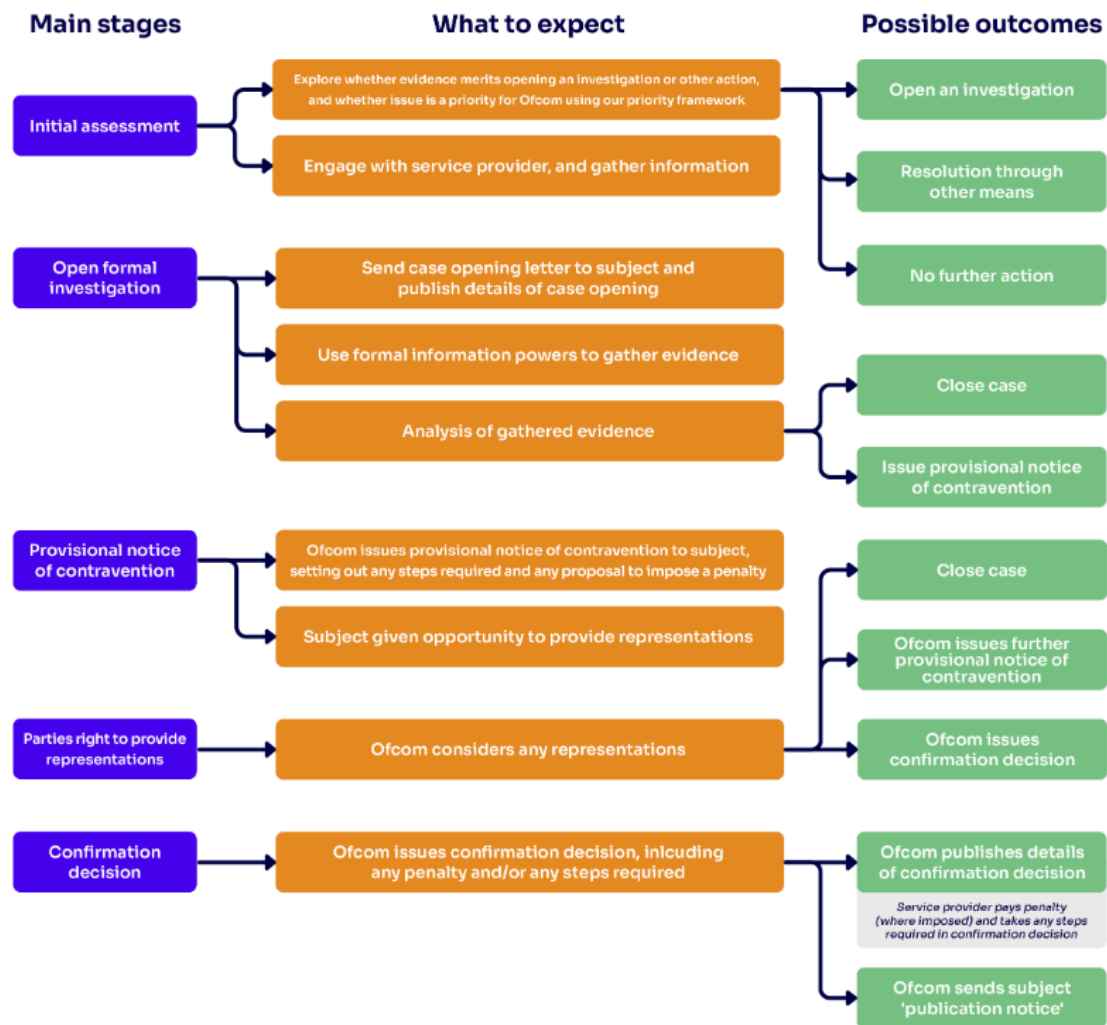 Main stages
What to expect
Possible outcomes
Initial assessment
Explore whether evidence merits opening an investigation or other action,
and whether issue is a priority for Ofcom using our priority framework
Engage with service provider, and gather information
Open an investigation
Resolution through
other means
No further action
Open formal
investigation
Send case opening letter to subject and
publish details of case opening
Use formal information powers to gather evidence
Analysis of gathered evidence
Close case
Issue provisional notice
of contravention
Provisional notice
of contravention
Ofcom issues provisional notice of contravention to subject,
setting out any steps required and any proposal to impose a penalty
Subject given opportunity to provide representations
Parties right to provide
representations
Ofcom considers any representations
Close case
Ofcom issues further
provisional notice of
contravention
Ofcom issues
confirmation decision
Confirmation
decision
Ofcom issues confirmation decision, inlcuding
any penalty and/or any steps required
Ofcom publishes details
of confirmation decision
Service provider pays penalty
(where imposed) and takes any steps
required in confirmation decision
Ofcom sends subject
'publication notice'